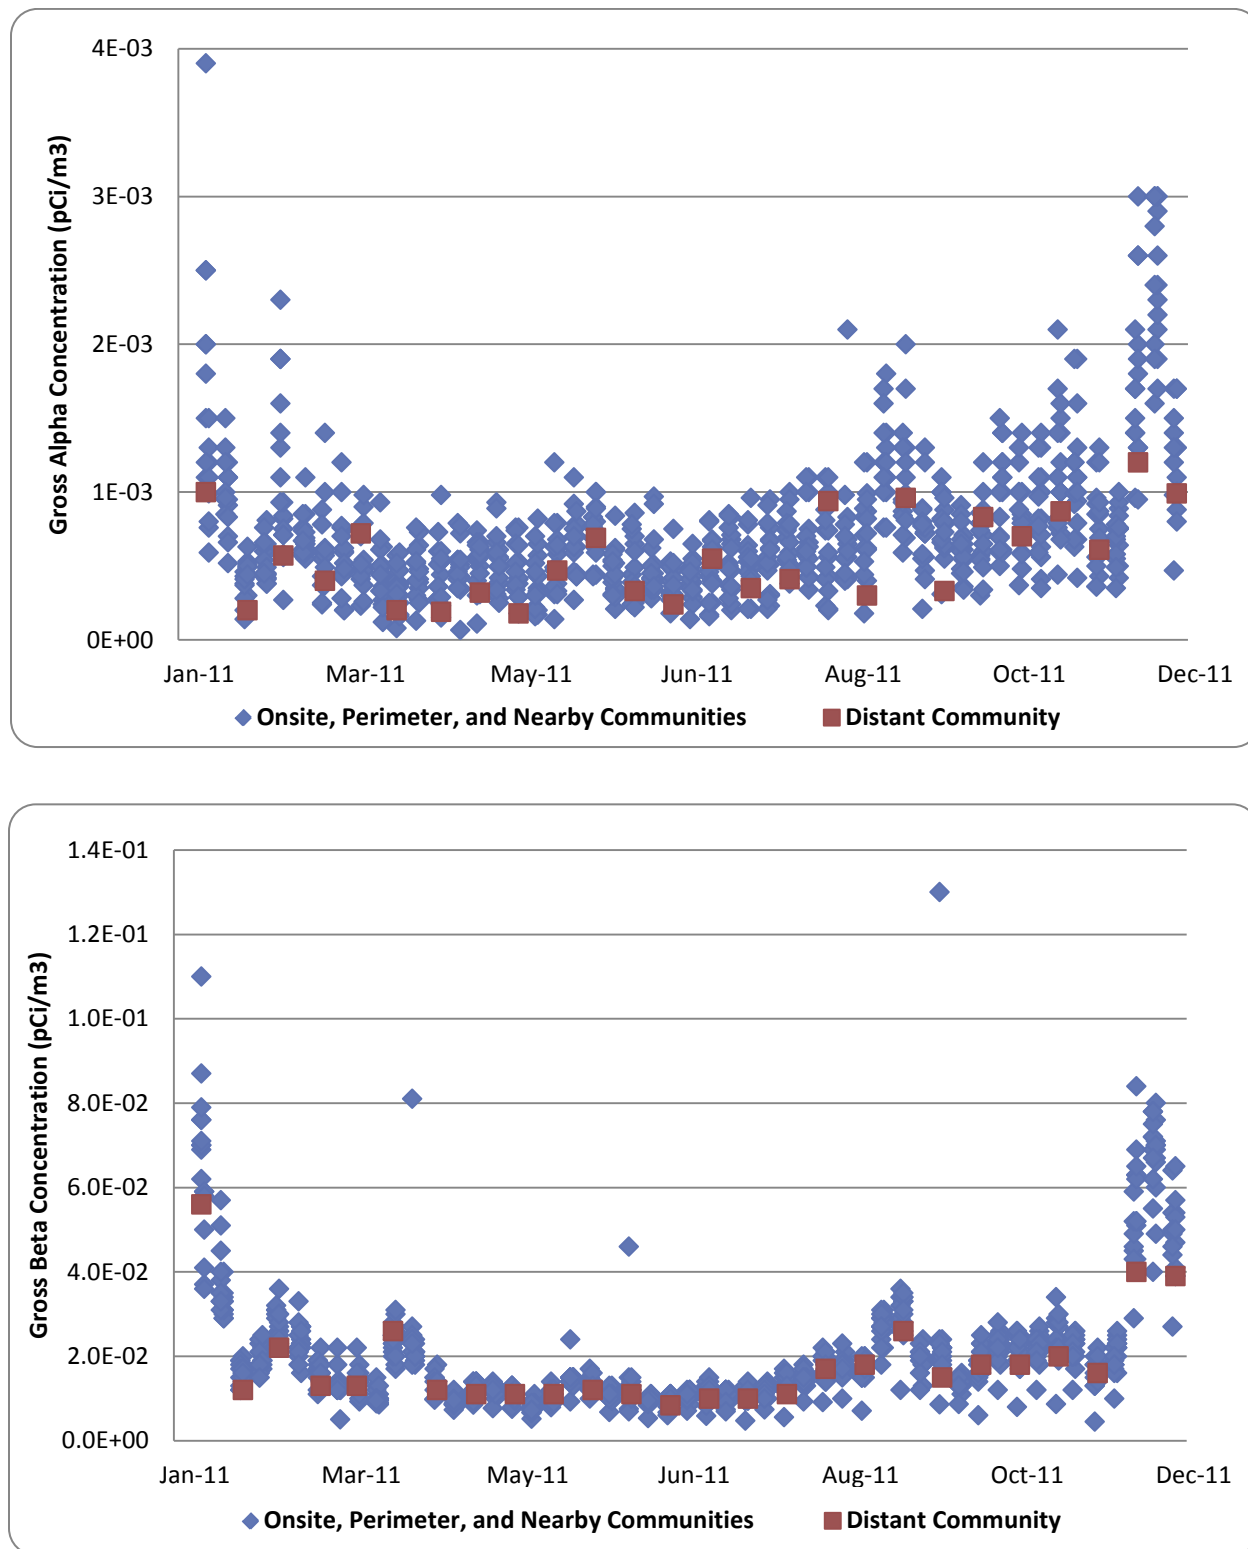 4E-03
3E-03
2E-03
1E-03
0E+00
Gross Alpha Concentration (pCi/m3)
Jan-11 Mar-11 May-11 Jun-11 Aug-11 Oct-11 Dec-11
Onsite, Perimeter, and Nearby Communities Distant Community
1.4E-01
1.2E-01
1.0E-01
8.0E-02
6.0E-02
4.0E-02
2.0E-02
0.0E+00
Gross Beta Concentration (pCi/m3)
Jan-11 Mar-11 May-11 Jun-11 Aug-11 Oct-11 Dec-11
Onsite, Perimeter, and Nearby Communities Distant Community